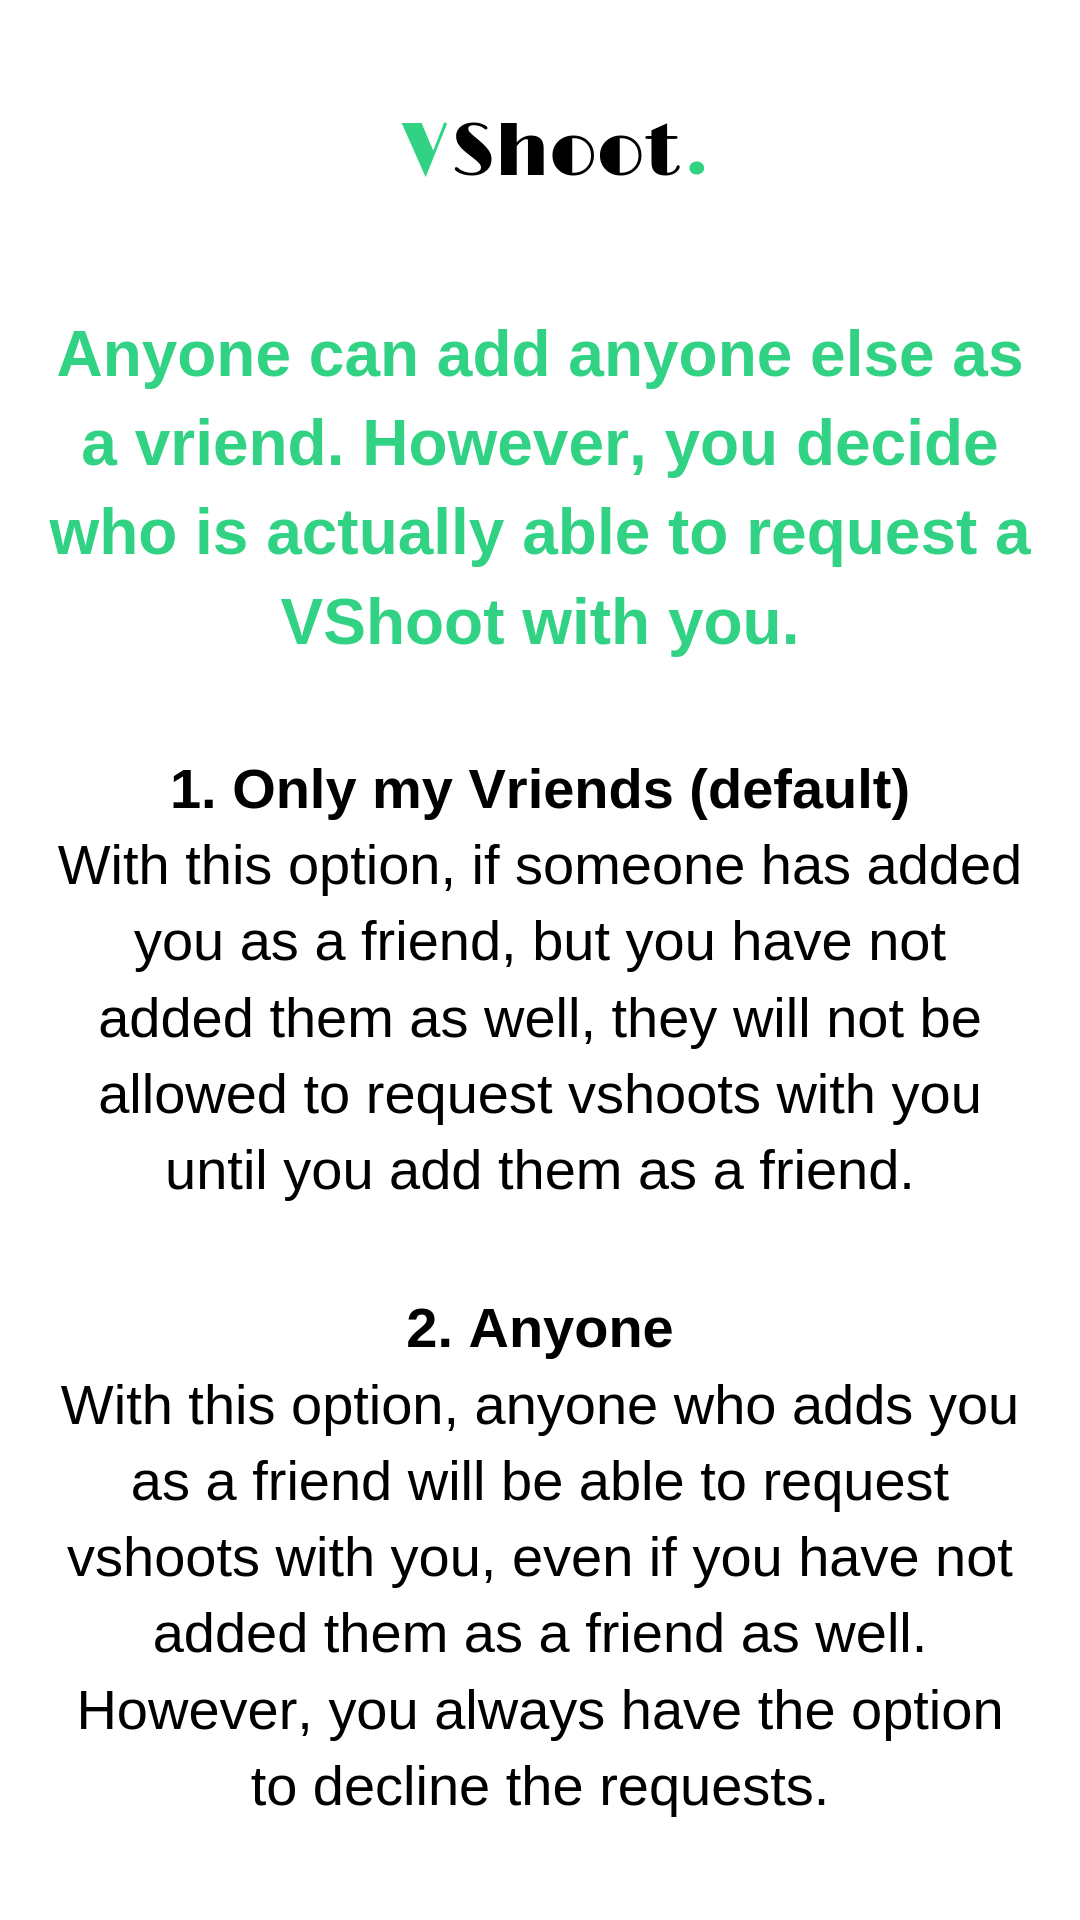 VShoot.
Anyone can add anyone else as
a vriend. However, you decide
who is actually able to request a
VShoot with you.
1. Only my Vriends (default)
With this option, if someone has added
you as a friend, but you have not
added them as well, they will not be
allowed to request vshoots with you
until you add them as a friend.
2. Anyone
With this option, anyone who adds you
as a friend will be able to request
vshoots with you, even if you have not
added them as a friend as well.
However, you always have the option
to decline the requests.